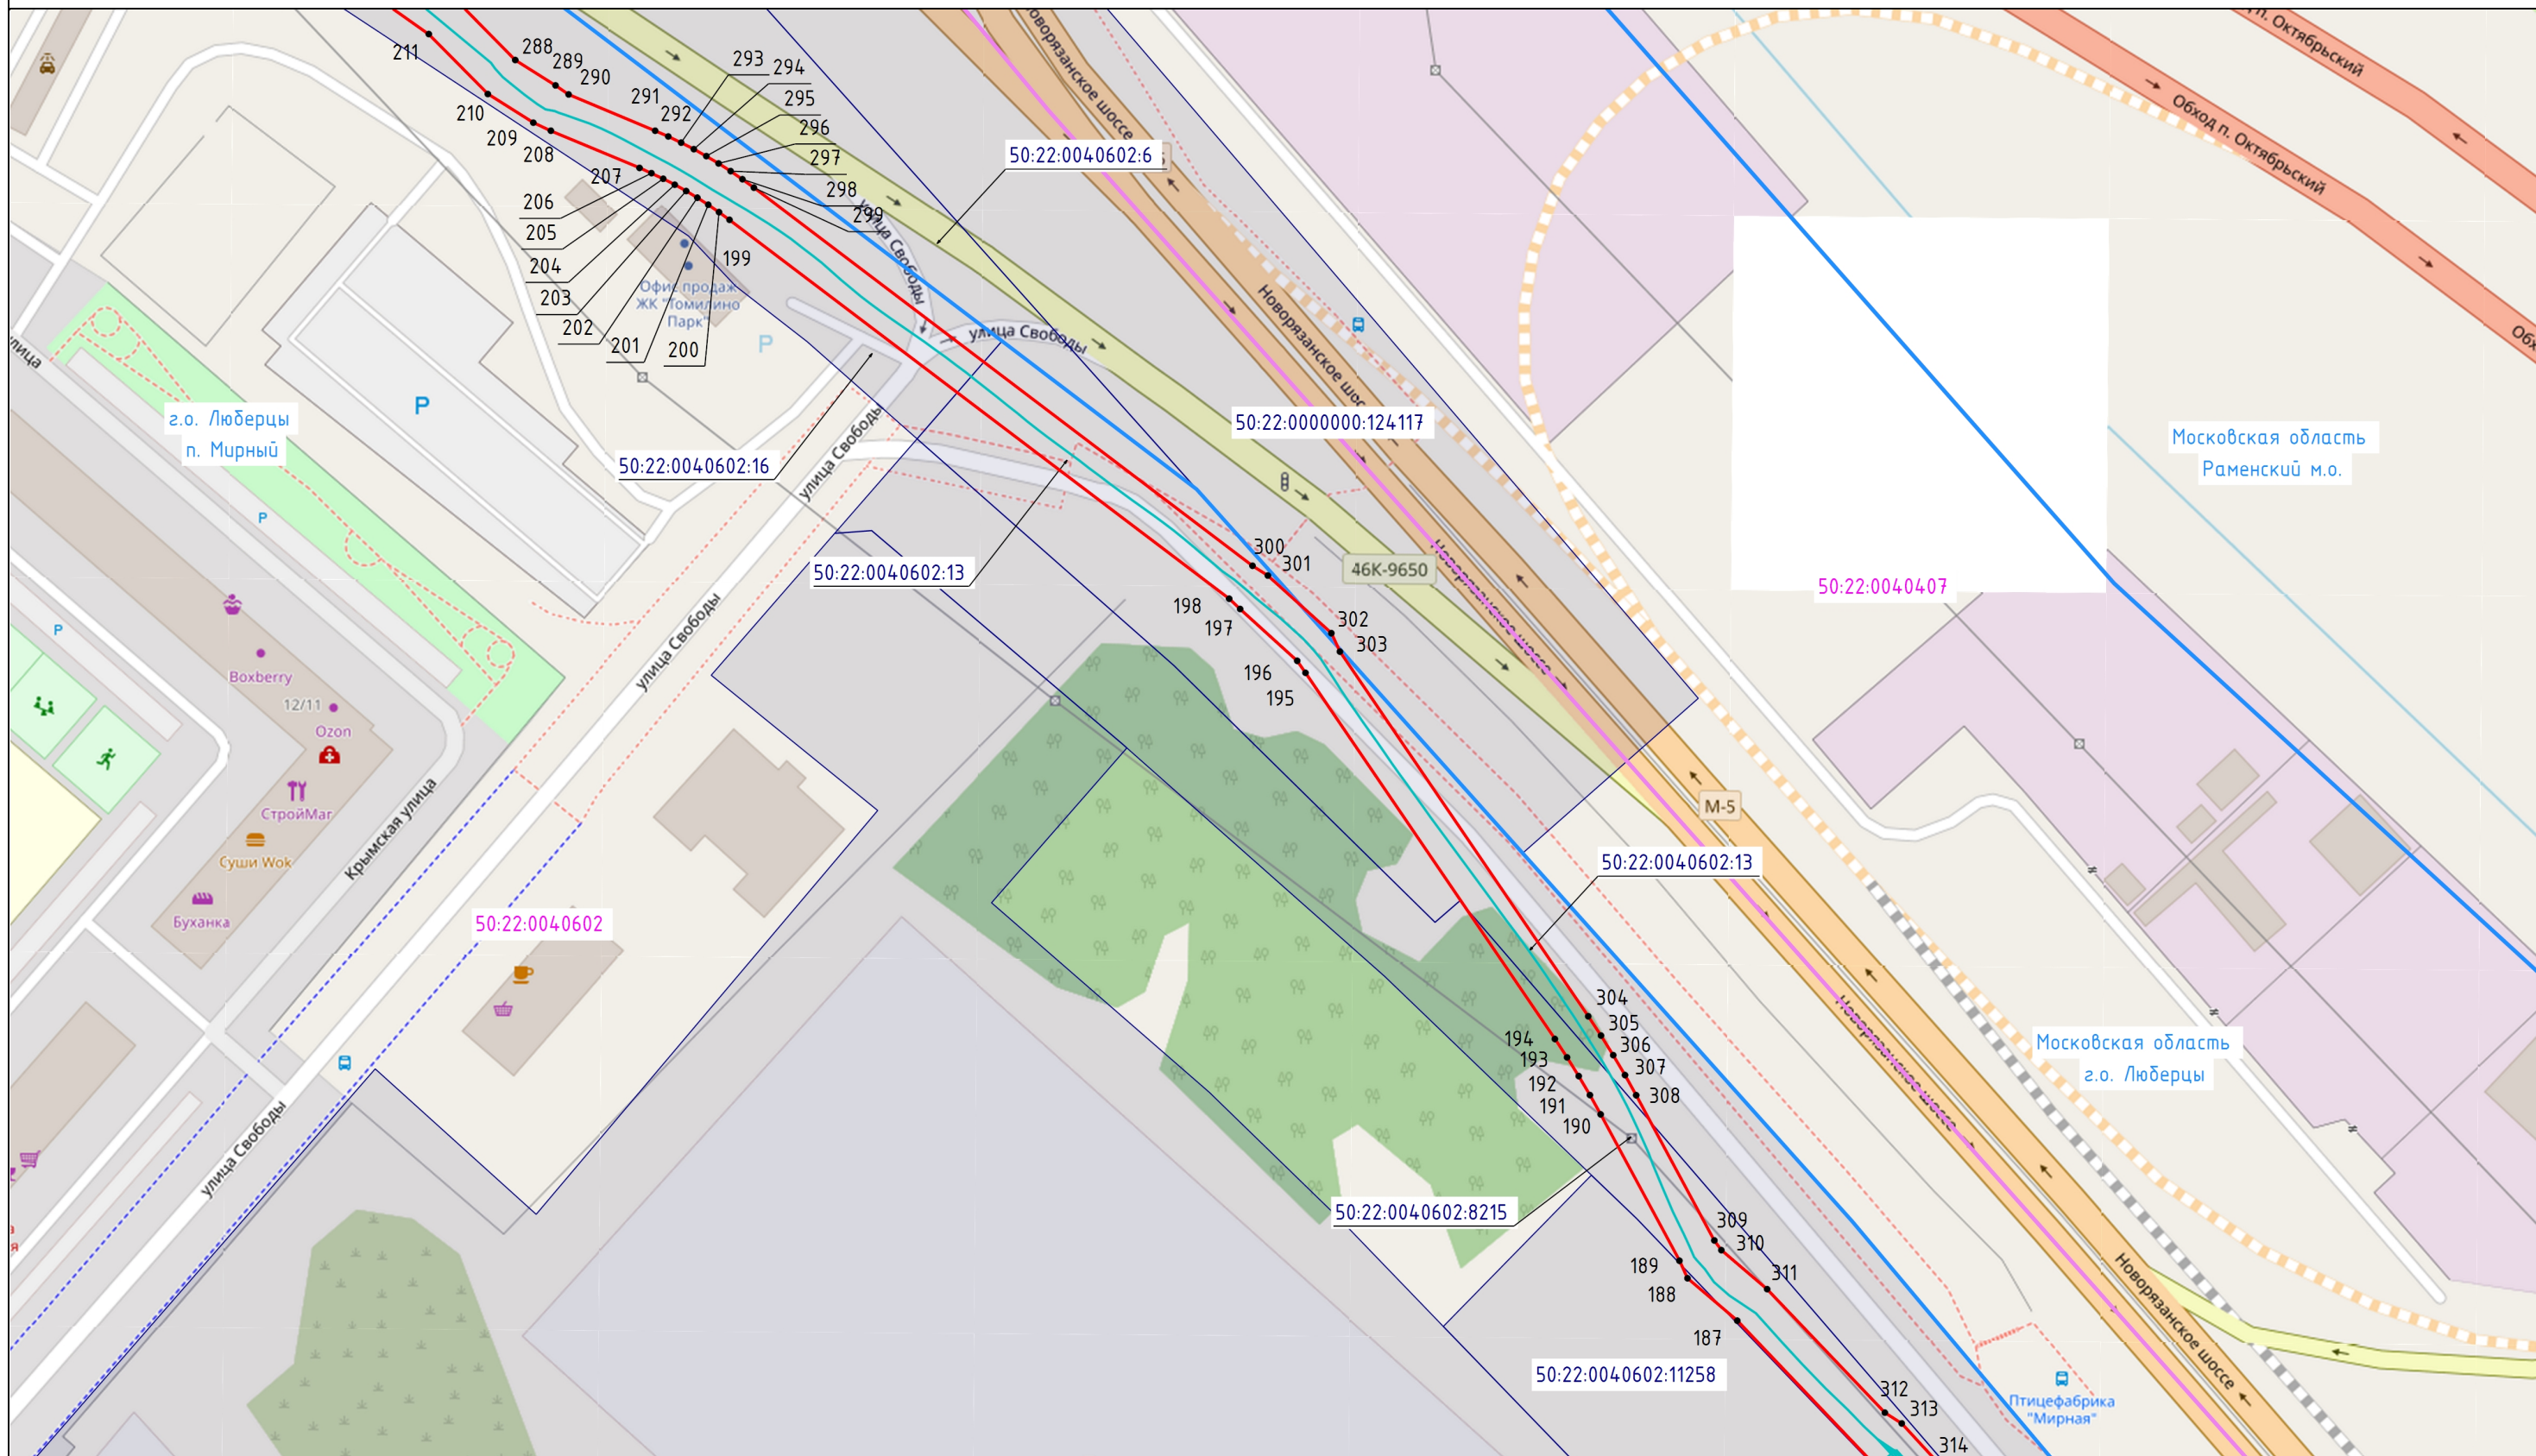 п. Октябрьский
Обход п. Октябрьский
Новорязанское шоссе
211
288
289
290
291
292
293
294
295
296
297
298
299
210
209
208
207
206
205
204
203
202
201
200
199
50:22:0040602:6
улица Свободы
улица Свободы
Офис продаж
ЖК "Томилино
Парк"
P
P
P
P
улица
г.о. Люберцы
п. Мирный
50:22:0040602:16
улица Свободы
50:22:0000000:124117
Новорязанское шоссе
Московская область
Раменский м.о.
50:22:0040407
50:22:0040602:13
300
301
302
303
198
197
196
195
46К-9650
Новорязанское шоссе
M-5
улица Свободы
Boxberry
12/11
Ozon
СтройМаг
Суши Wok
Буханка
Крымская улица
50:22:0040602
50:22:0040602:13
304
305
306
307
308
194
193
192
191
190
Новорязанское шоссе
Московская область
г.о. Люберцы
улица Свободы
50:22:0040602:8215
309
310
311
189
188
187
50:22:0040602:11258
312
313
314
Новорязанское шоссе
Птицефабрика
"Мирная"